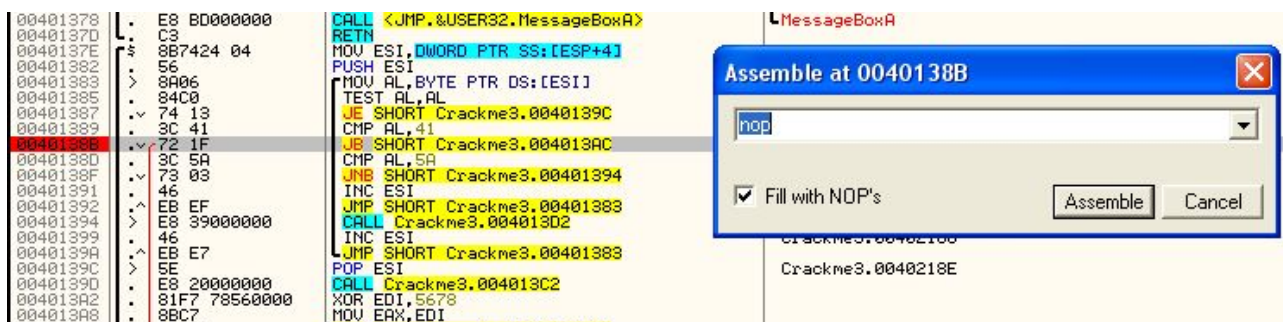 00401378 . E8 BD000000 CALL <JMP.&USER32.MessageBoxA> MessageBoxA
0040137D . C3 RETN
0040137E $ 8B7424 04 MOV ESI,DWORD PTR SS:[ESP+4]
00401382 . 56 PUSH ESI
00401383 > 8A06 MOV AL,BYTE PTR DS:[ESI]
00401385 . 84C0 TEST AL,AL
00401387 . 74 13 JE SHORT Crackme3.0040139C
00401389 . 3C 41 CMP AL,41
0040138B . 72 1F JB SHORT Crackme3.004013AC
0040138D . 3C 5A CMP AL,5A
0040138F . 73 03 JNB SHORT Crackme3.00401394
00401391 . 46 INC ESI
00401392 .^ EB EF JMP SHORT Crackme3.00401383
00401394 > E8 39000000 CALL Crackme3.004013D2
00401399 . 46 INC ESI
0040139A .^ EB E7 JMP SHORT Crackme3.00401383
0040139C > 5E POP ESI Crackme3.0040218E
0040139D . E8 20000000 CALL Crackme3.004013C2
004013A2 . 81F7 78560000 XOR EDI,5678
004013A8 . 8BC7 MOV EAX,EDI
Assemble at 0040138B
nop
Fill with NOP's
Assemble
Cancel